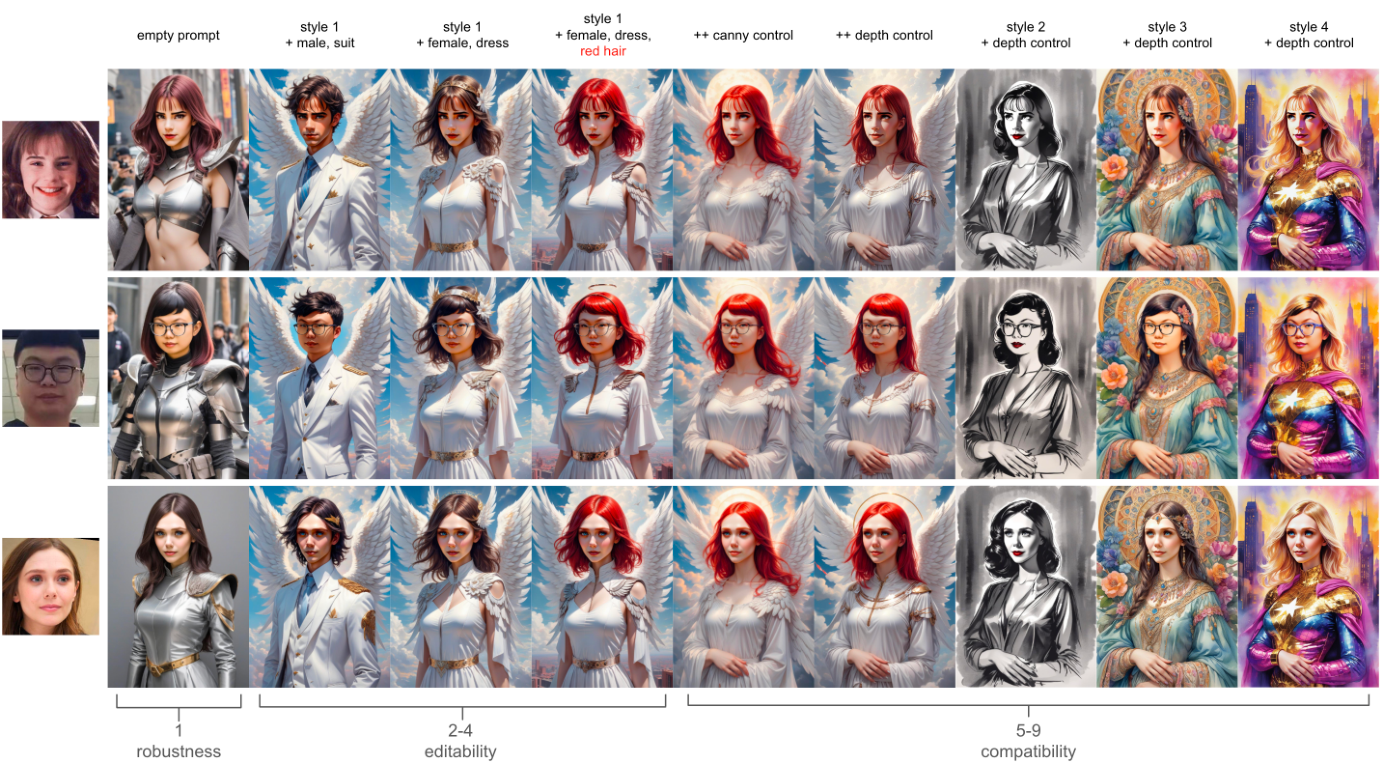 empty prompt
style 1
+ male, suit
style 1
+ female, dress
style 1
+ female, dress,
red hair
++ canny control
++ depth control
style 2
+ depth control
style 3
+ depth control
style 4
+ depth control
1
robustness
2-4
editability
5-9
compatibility